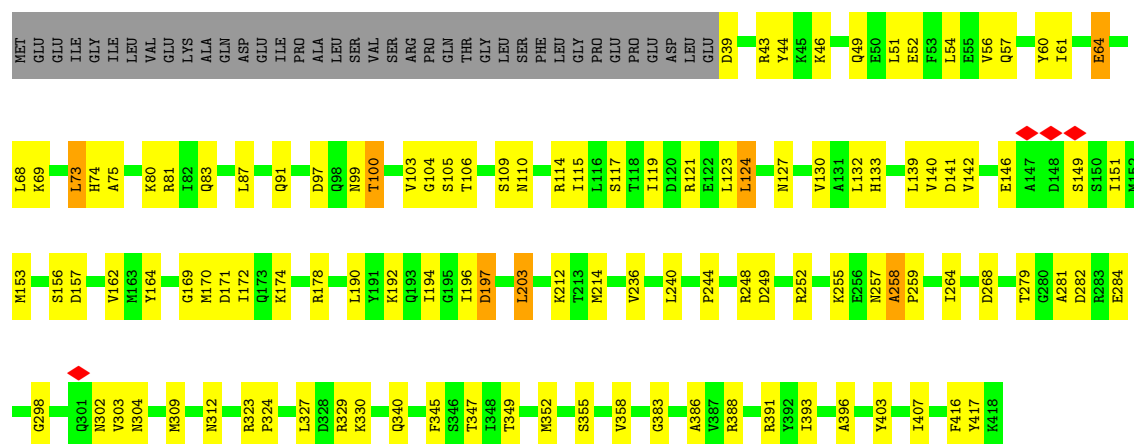 MET GLU GLU ILE GLY ILE LEU VAL GLU LYS ALA GLN ASP GLU ILE PRO ALA LEU SER VAL SER ARG PRO GLN THR GLY LEU SER PHE LEU GLY PRO GLU PRO GLU ASP LEU GLU D39 R43 Y44 K45 K46 Q49 E50 L51 E52 F53 L54 E55 V56 Q57 Y60 I61 E64
L68 K69 L73 H74 A75 K80 R81 I82 Q83 L87 Q91 D97 Q98 N99 T100 V103 G104 S105 T106 S109 N110 R114 I115 L116 S117 T118 I119 D120 R121 E122 L123 L124 N127 V130 A131 L132 H133 L139 V140 D141 V142 E146 A147 D148 S149 S150 I151 M152
M153 S156 D157 V162 M163 Y164 G169 M170 D171 I172 Q173 K174 R178 L190 Y191 K192 Q193 I194 G195 I196 D197 L203 K212 T213 M214 V236 L240 P244 R248 D249 R252 K255 E256 N257 A258 P259 I264 D268 T279 G280 A281 D282 R283 E284
G298 Q301 N302 V303 N304 M309 N312 R323 P324 L327 D328 R329 K330 Q340 F345 S346 T347 I348 T349 M352 S355 V358 G383 A386 V387 R388 R391 Y392 I393 A396 Y403 I407 F416 Y417 K418